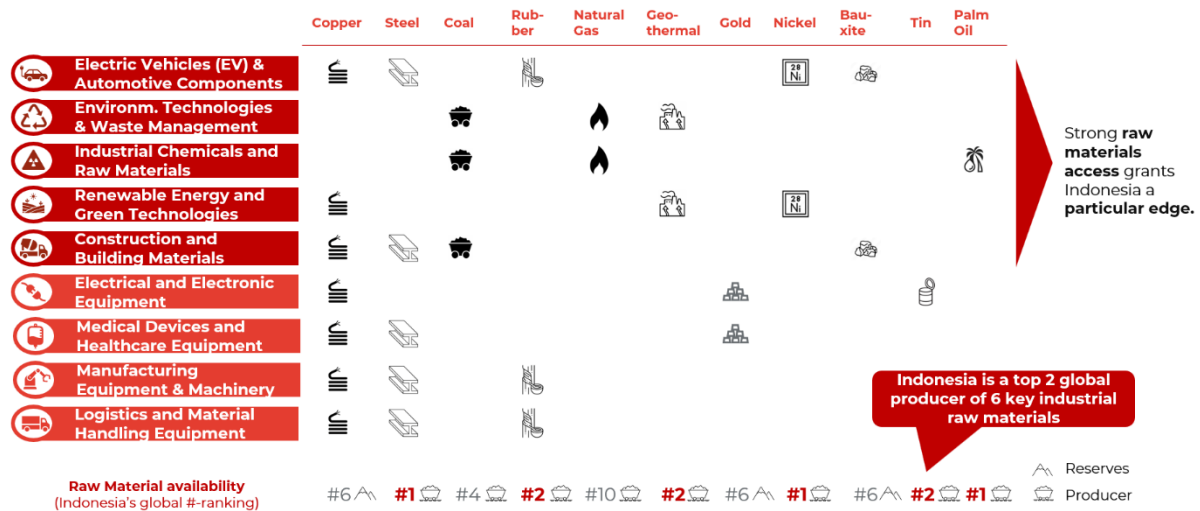 Copper Steel Coal Rub- Natural Geo- Gold Nickel Bau- Tin Palm
ber Gas thermal xite Oil
Electric Vehicles (EV) &
Automotive Components
28
Ni
Environm. Technologies
& Waste Management
Industrial Chemicals and
Raw Materials
Renewable Energy and
Green Technologies
28
Ni
Construction and
Building Materials
Electrical and Electronic
Equipment
Medical Devices and
Healthcare Equipment
Manufacturing
Equipment & Machinery
Logistics and Material
Handling Equipment
Strong raw
materials
access grants
Indonesia a
particular edge.
Indonesia is a top 2 global
producer of 6 key industrial
raw materials
Reserves
Producer
Raw Material availability
(Indonesia's global #-ranking)
#6 #1 #4 #2 #10 #2 #6 #1 #6 #2 #1